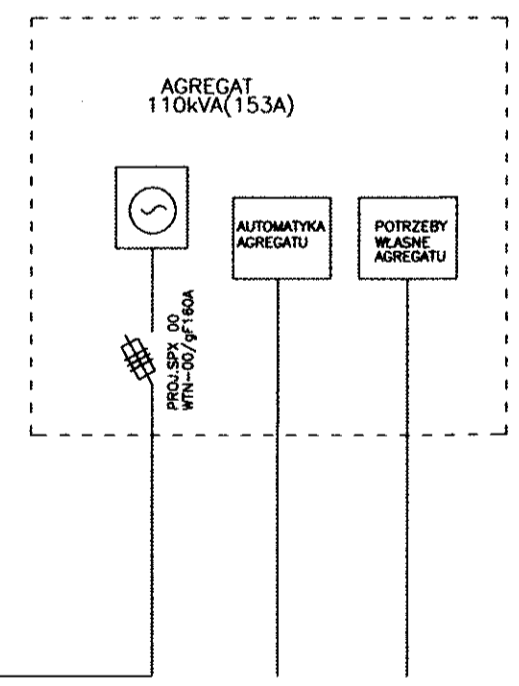 AGREGAT
110kVA(153A)
AUTOMATYKA
AGREGATU
POTRZEBY
WŁASNE
AGREGATU
PROJ.SPX 00
WTN-00/gF160A